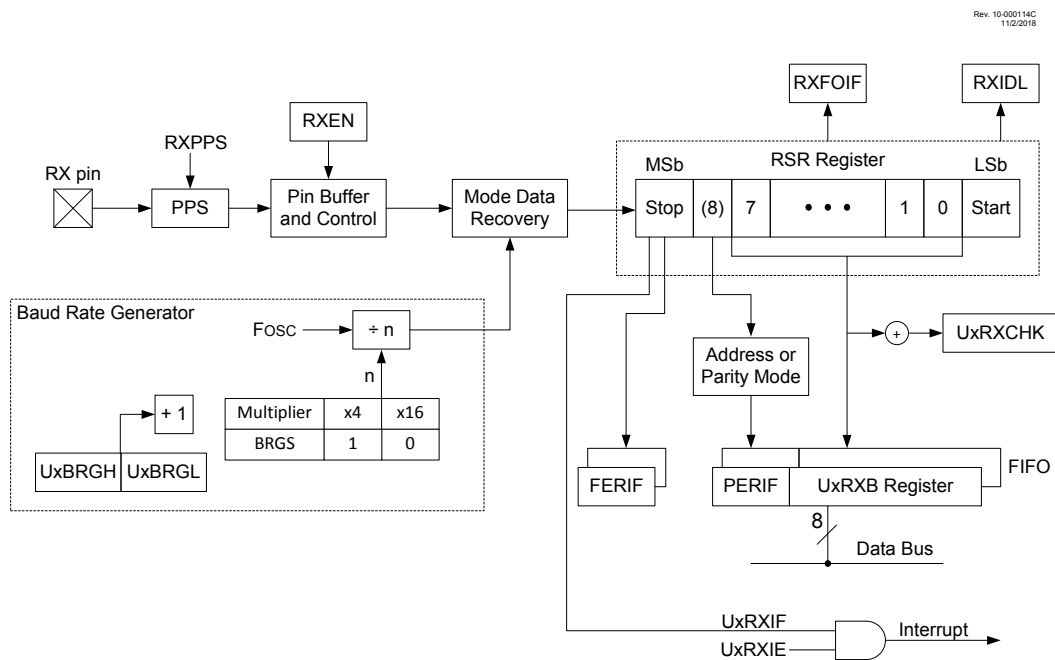 Rev. 10-000114C
11/2/2018
RXFOIF
RXIDL
RXEN
RXPPS
MSb
RSR Register
LSb
RX pin
PPS
Pin Buffer
and Control
Mode Data
Recovery
Stop
(8)
7
• • •
1
0
Start
Baud Rate Generator
FOSC
÷ n
n
+
UxRXCHK
Address or
Parity Mode
Multiplier x4 x16
BRGS 1 0
+ 1
UxBRGH UxBRGL
FERIF
PERIF
UxRXB Register
FIFO
8
Data Bus
UxRXIF
UxRXIE
Interrupt